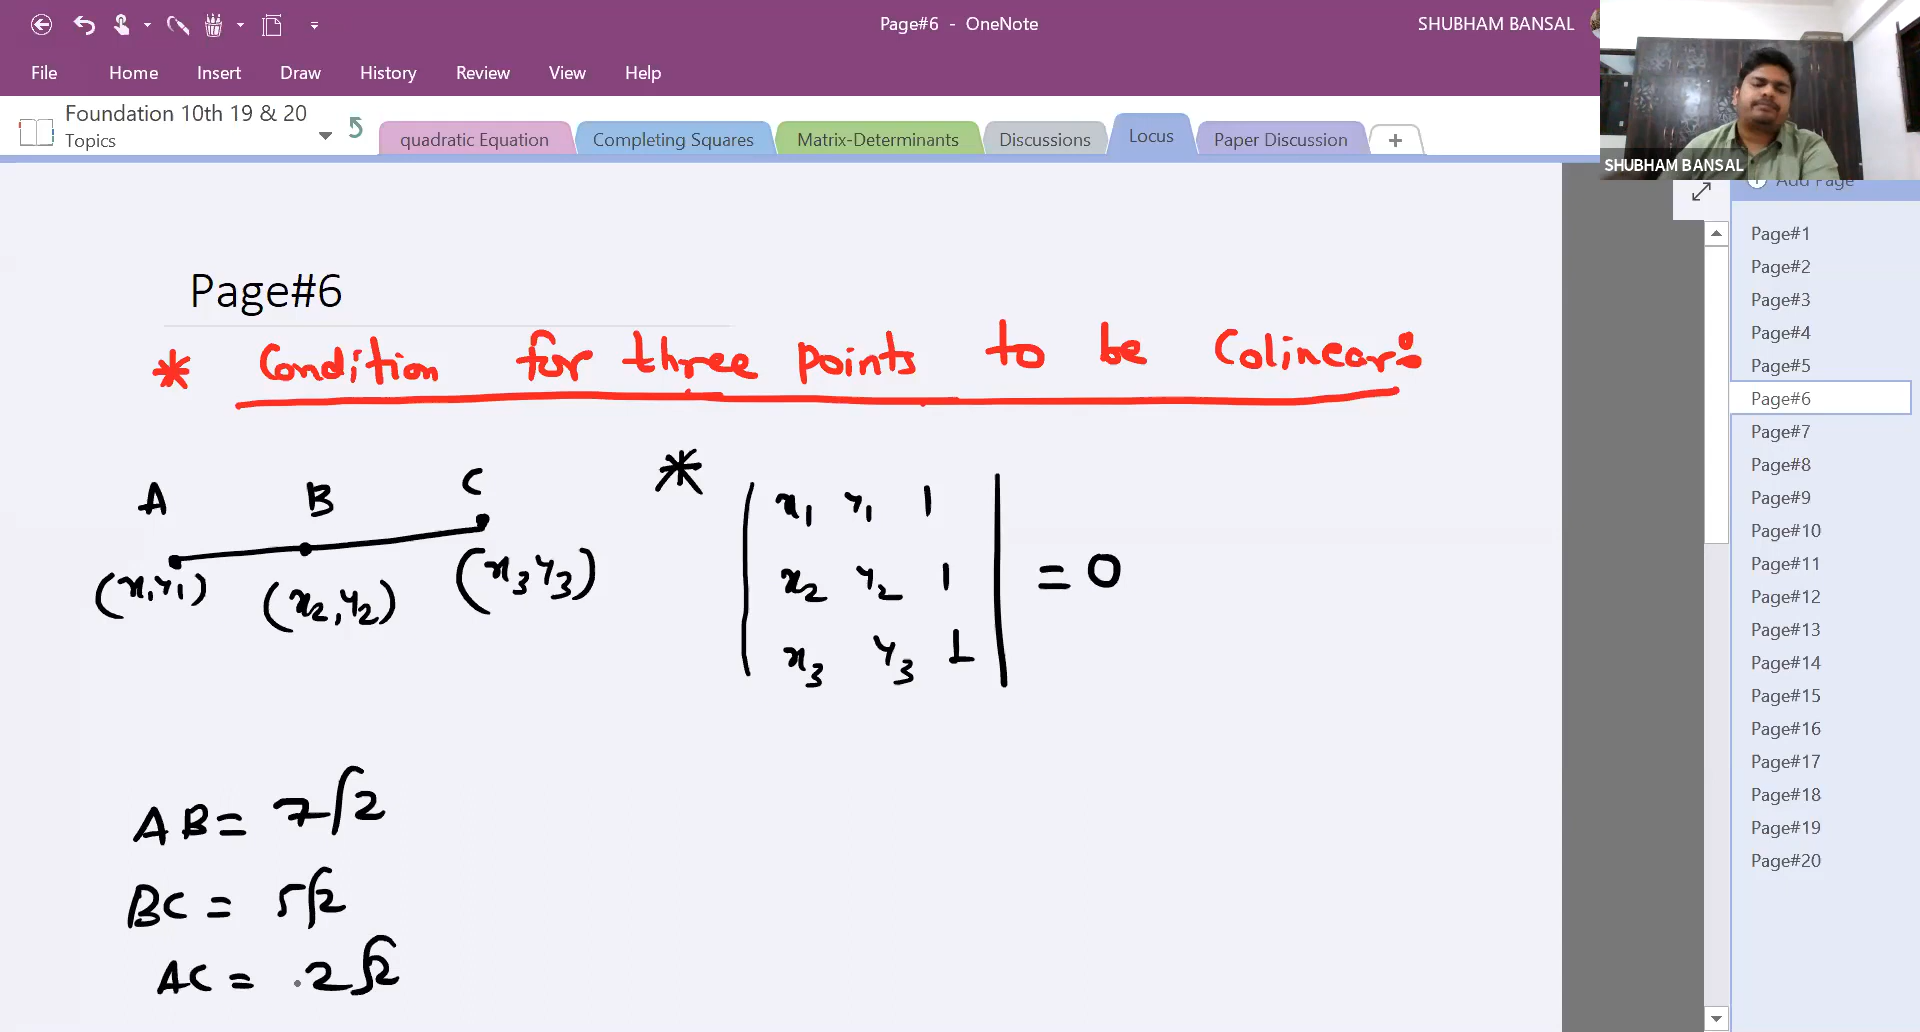 Page#6 - OneNote
SHUBHAM BANSAL
File Home Insert Draw History Review View Help
Foundation 10th 19 & 20
Topics
quadratic Equation
Completing Squares
Matrix-Determinants
Discussions
Locus
Paper Discussion
+
SHUBHAM BANSAL
Add Page
Page#1
Page#2
Page#3
Page#4
Page#5
Page#6
Page#7
Page#8
Page#9
Page#10
Page#11
Page#12
Page#13
Page#14
Page#15
Page#16
Page#17
Page#18
Page#19
Page#20
Page#6
* Condition for three points to be Colinear:
A B C
(x,y₁) (x₂,y₂) (x₃y₃)
*
x₁ y₁ 1
x₂ y₂ 1 = 0
x₃ y₃ 1
AB = 7√2
BC = 5√2
AC = .2√2